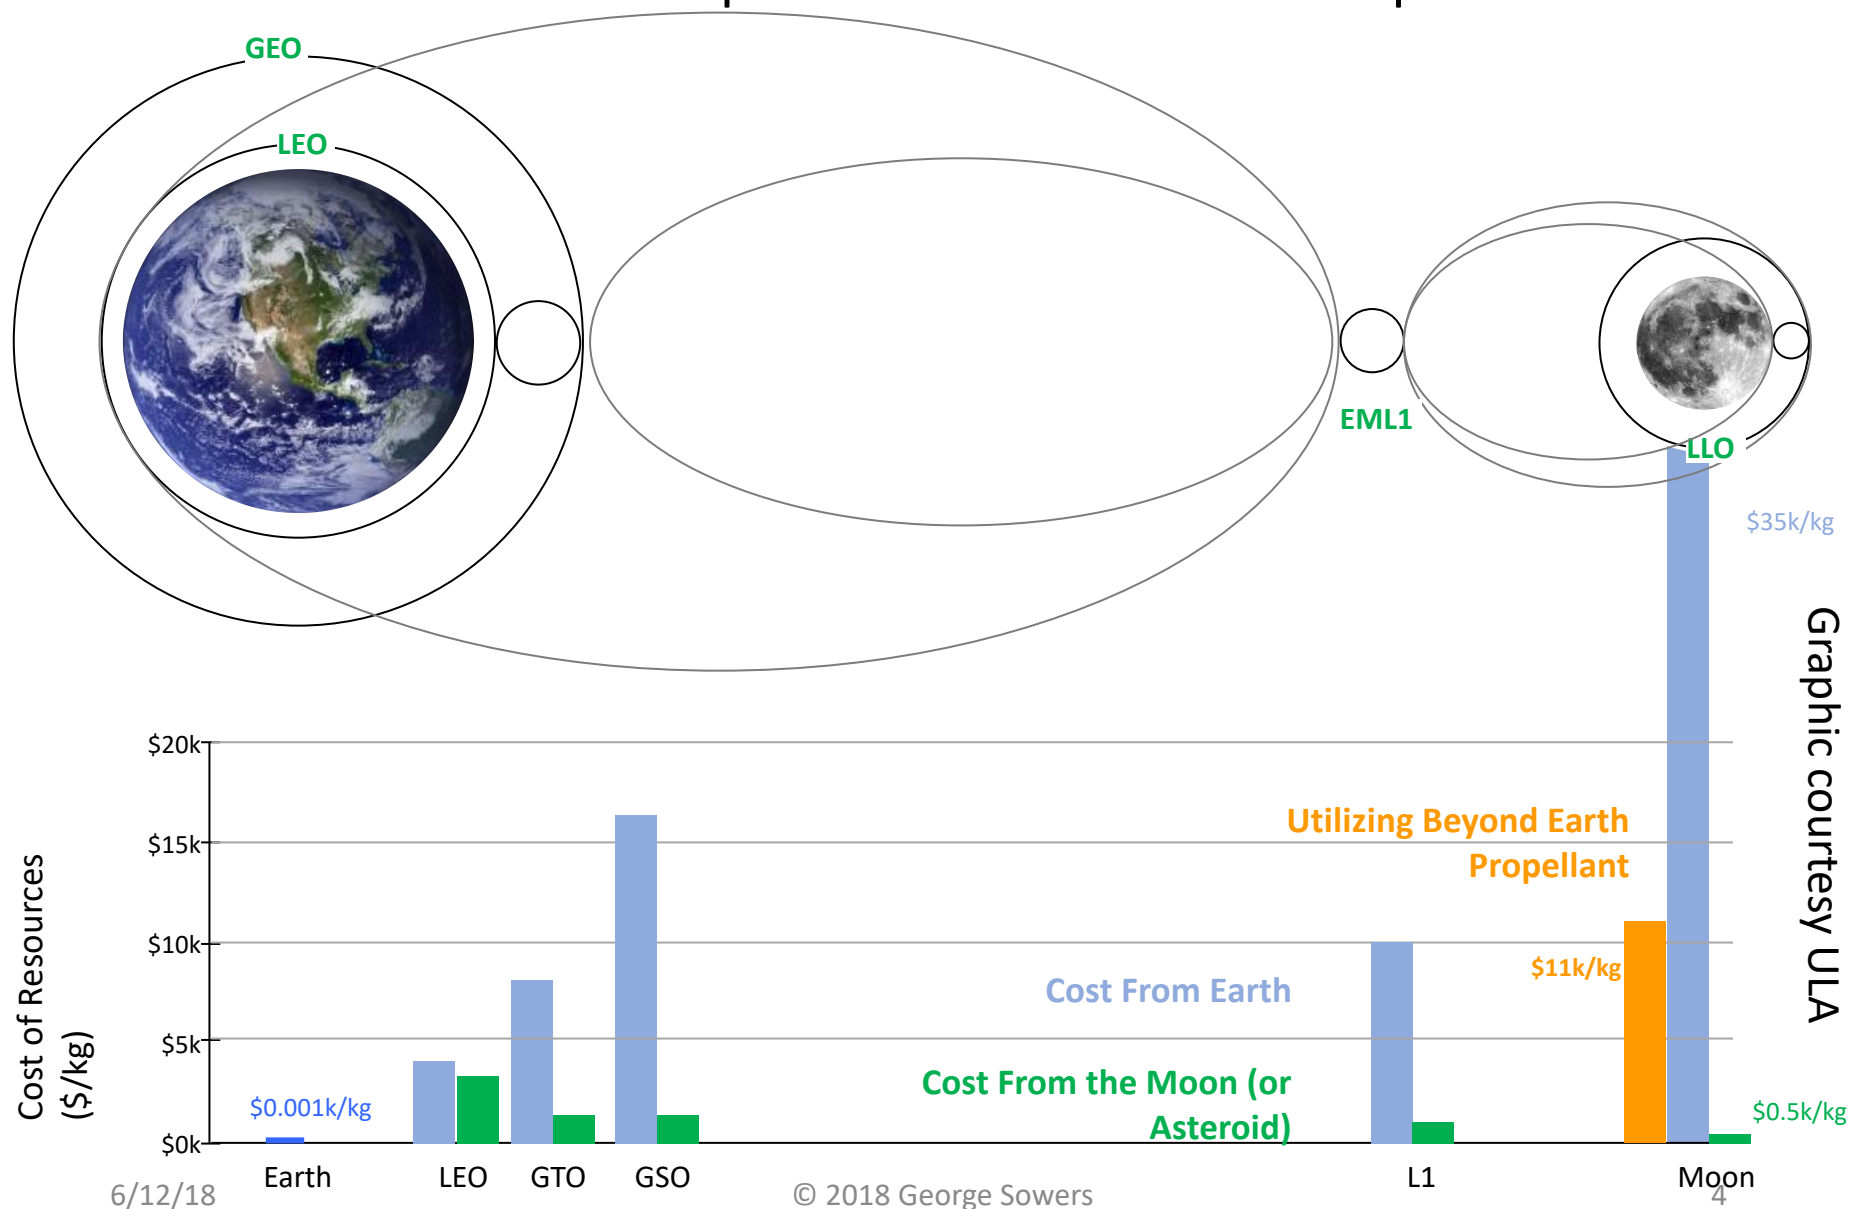 GEO
LEO
EML1
LLO
$35k/kg
Graphic courtesy ULA
$20k
$15k
$10k
$5k
$0k
Cost of Resources
($/kg)
Utilizing Beyond Earth
Propellant
$11k/kg
Cost From Earth
Cost From the Moon (or
Asteroid)
$0.001k/kg
$0.5k/kg
Earth
LEO
GTO
GSO
L1
Moon
6/12/18
© 2018 George Sowers
4